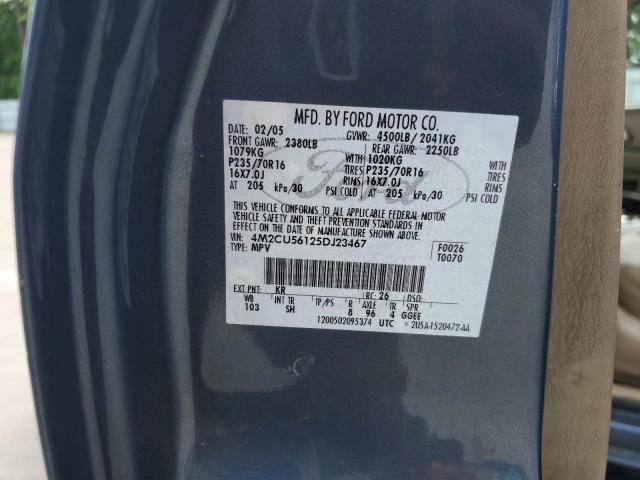 MFD. BY FORD MOTOR CO.
DATE: 02/05 GVWR: 4500LB/ 2041KG
FRONT GAWR: 2380LB REAR GAWR: 2250LB
1079KG WITH 1020KG WITH
P235/70R16 TIRES P235/70R16 TIRES
16X7.0J RIMS 16X7.0J RIMS
AT 205 kPa/30 PSI COLD AT 205 kPa/30 PSI COLD
Ford
THIS VEHICLE CONFORMS TO ALL APPLICABLE FEDERAL MOTOR
VEHICLE SAFETY STANDARDS IN EFFECT ON THE DATE OF
MANUFACTURE SHOWN ABOVE.
VIN: 4M2CU56125DJ23467 F0026
TYPE: MPV T0070
EXT PNT: KR RC: 26 DSO:
WB INT TR TP/PS R AXLE TR SPR
103 SH 8 96 4 GGEE
1200502095374 UTC V 2U5A-1520472-AA